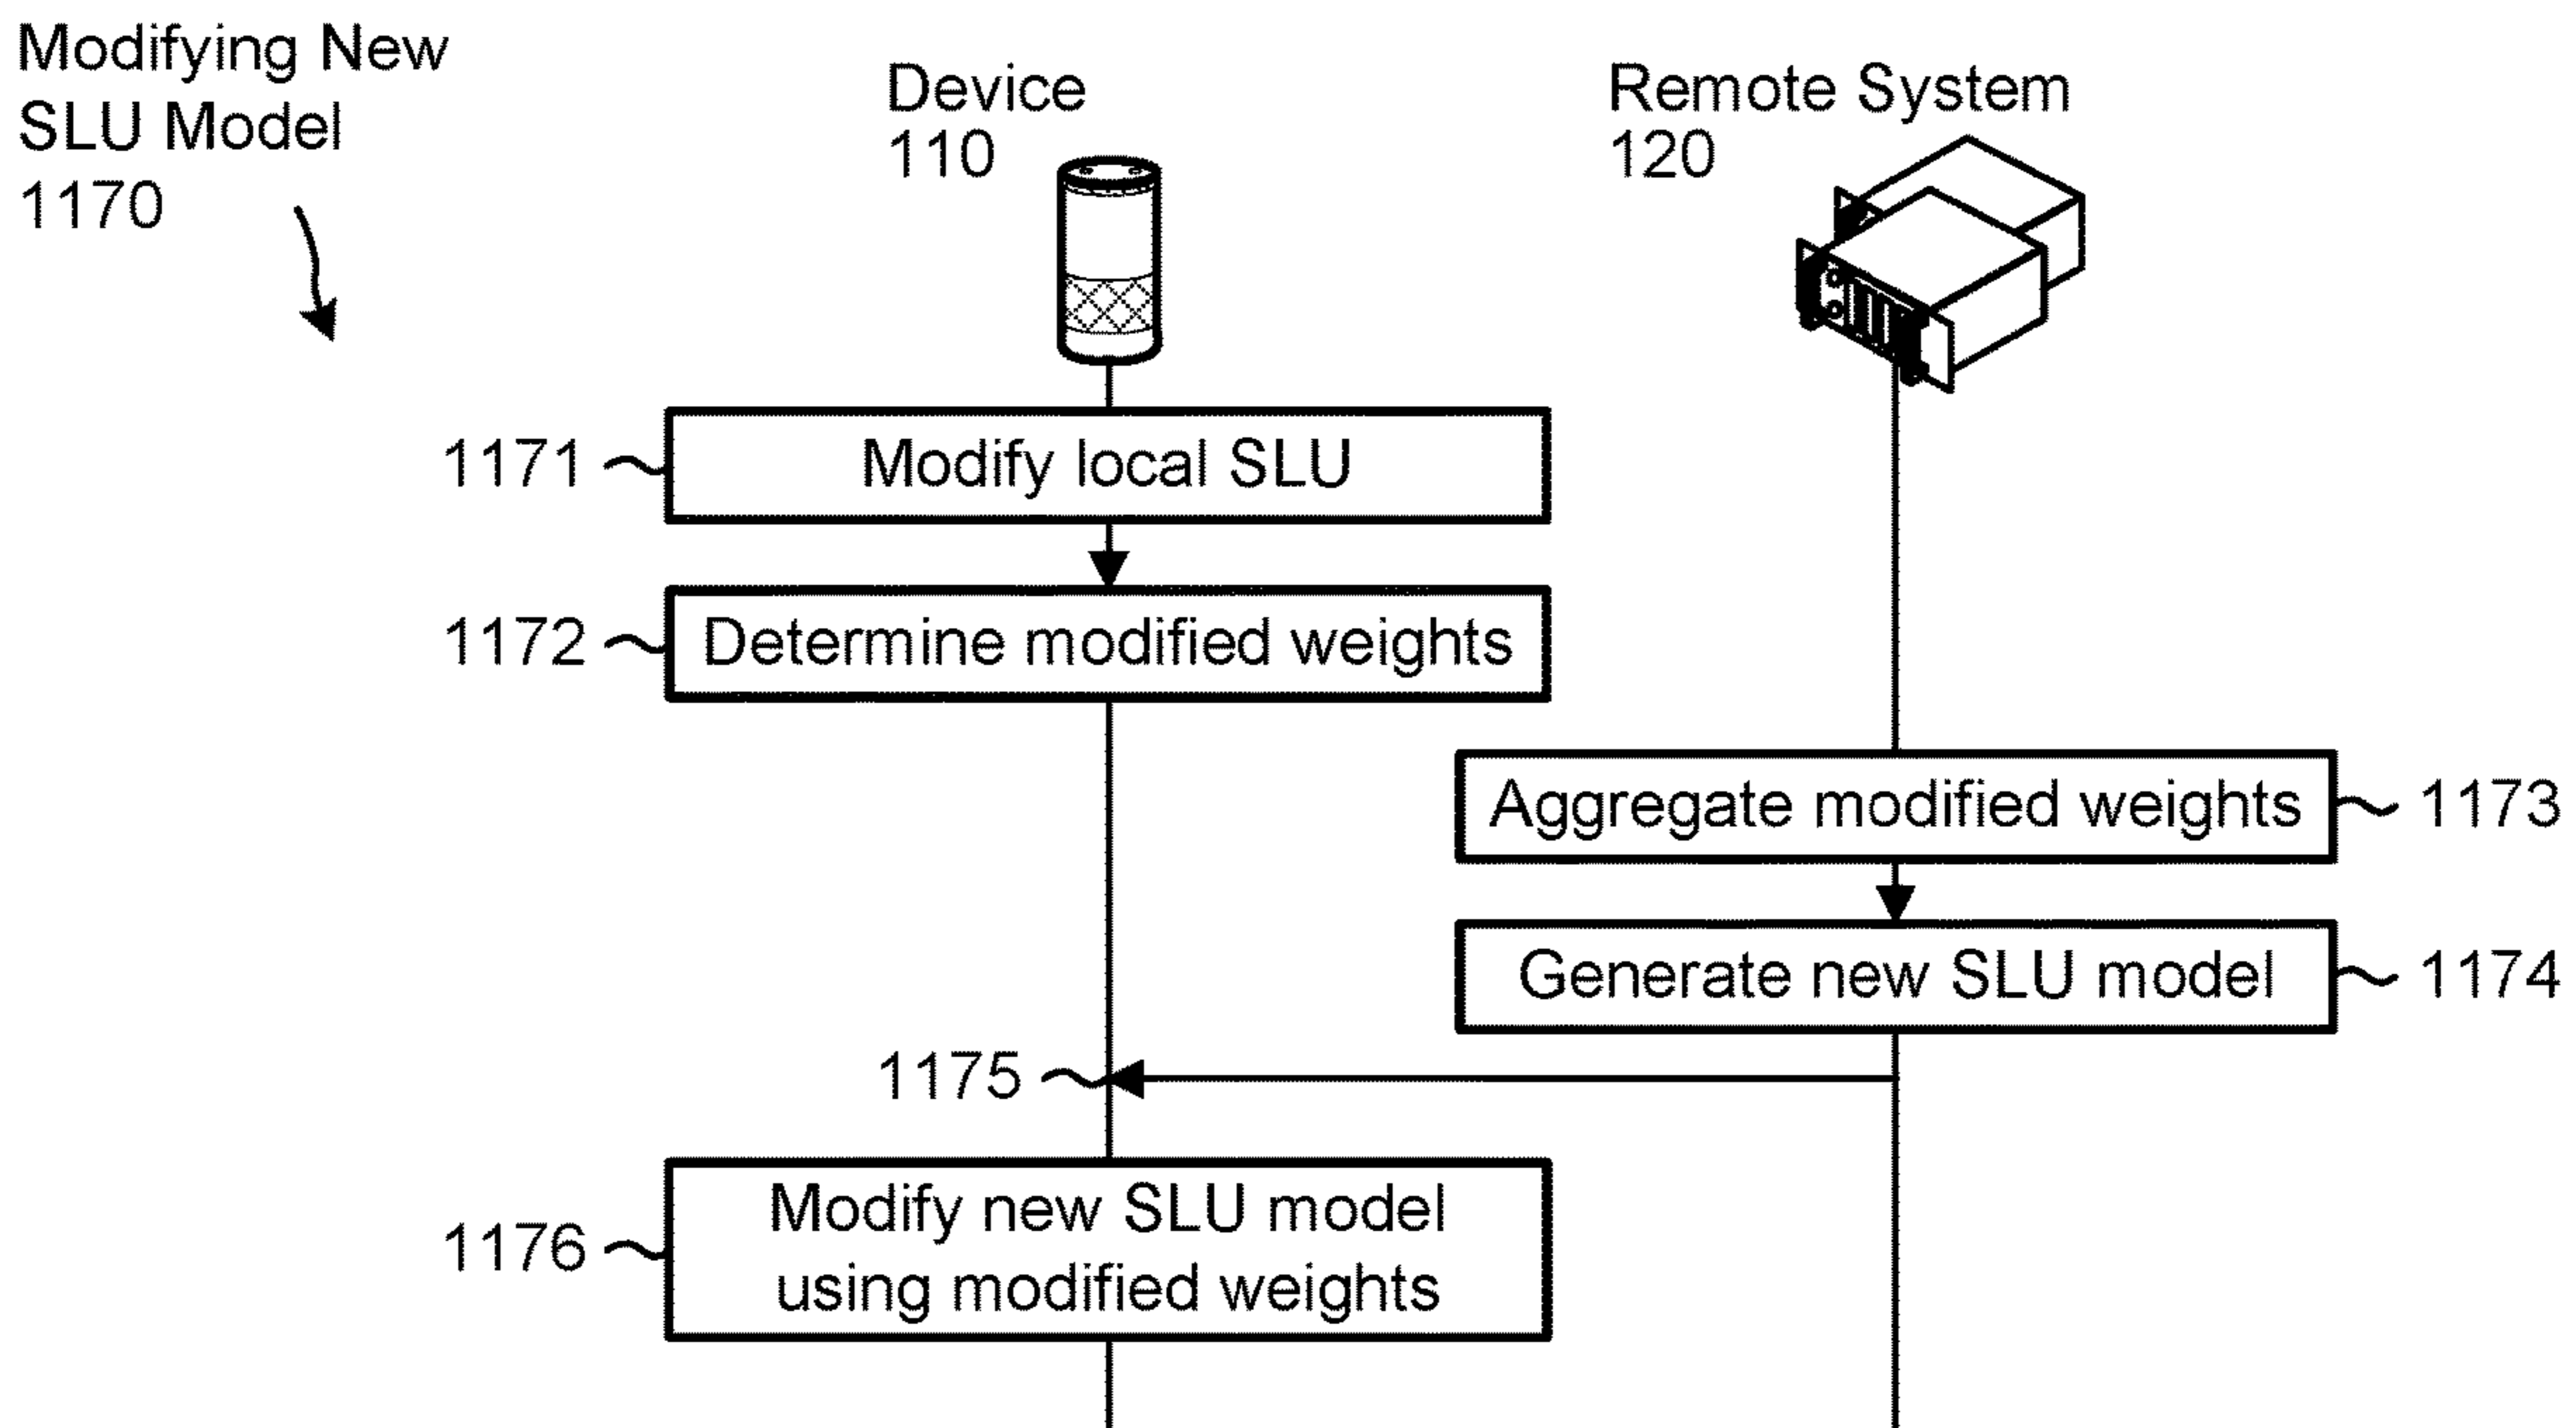 Modifying New
SLU Model
1170
Device
110
Remote System
120
1171
Modify local SLU
1172
Determine modified weights
Aggregate modified weights
1173
Generate new SLU model
1174
1175
1176
Modify new SLU model
using modified weights